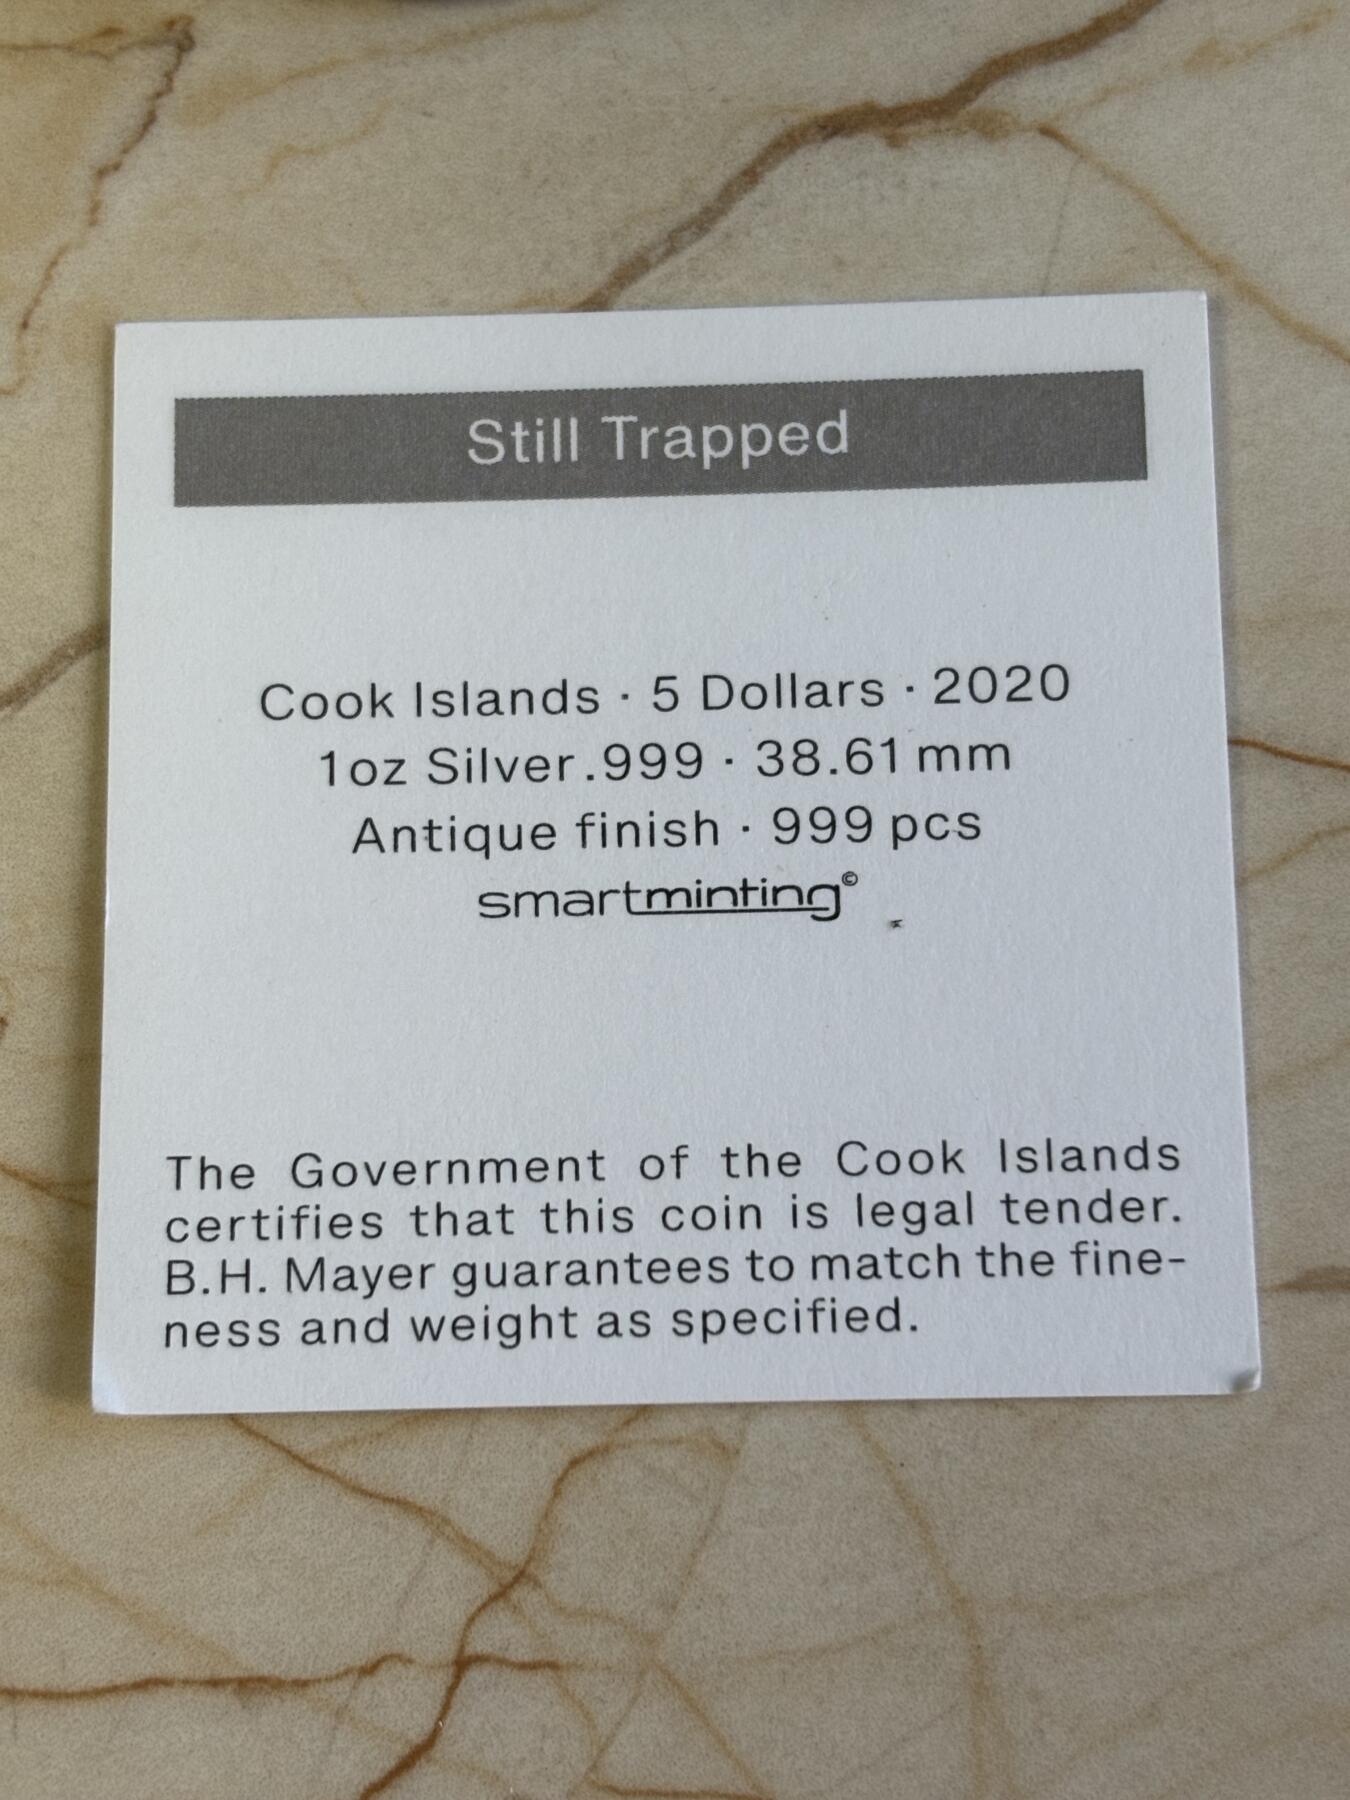 Still Trapped
Cook Islands · 5 Dollars · 2020
1oz Silver .999 · 38.61 mm
Antique finish · 999 pcs
smartminting©
The Government of the Cook Islands
certifies that this coin is legal tender.
B.H. Mayer guarantees to match the fine-
ness and weight as specified.